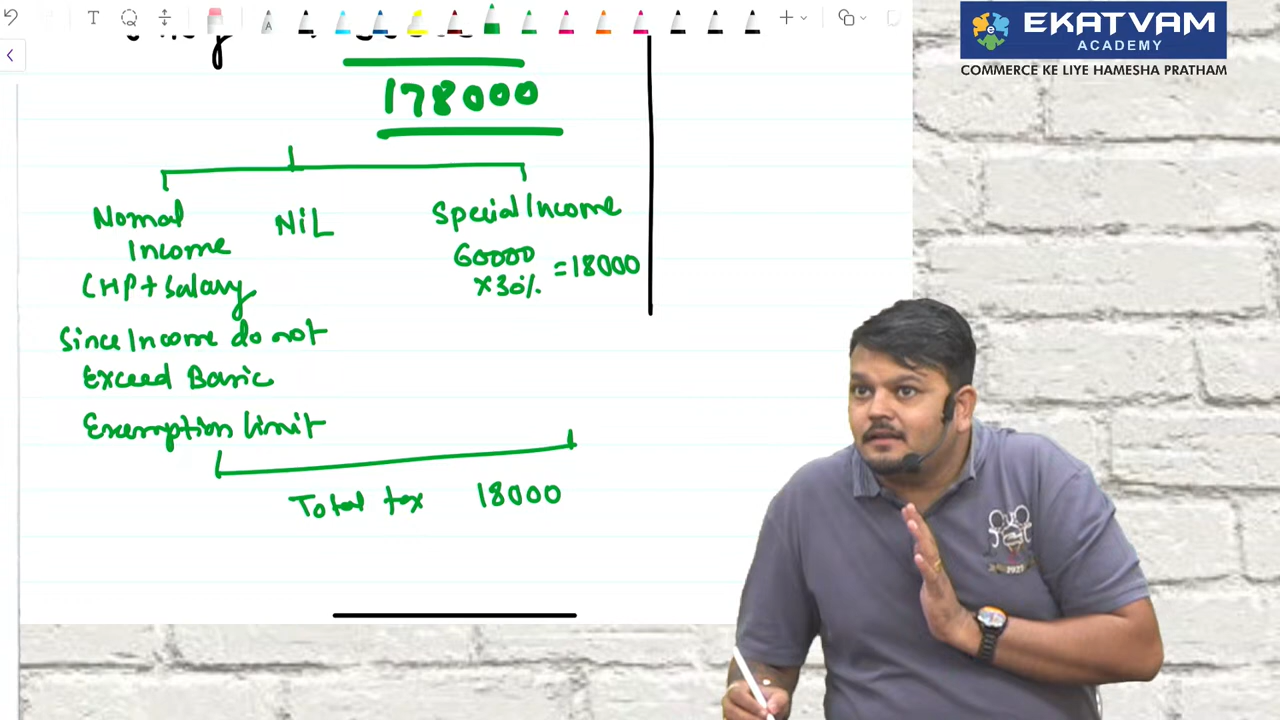 EKATVAM
ACADEMY
COMMERCE KE LIYE HAMESHA PRATHAM
178000
Nomal
Income
NiL
Special Income
60000
x30% =18000
(HP+Salary
Since Income do not
Exceed Basic
Exemption limit
Total tax 18000